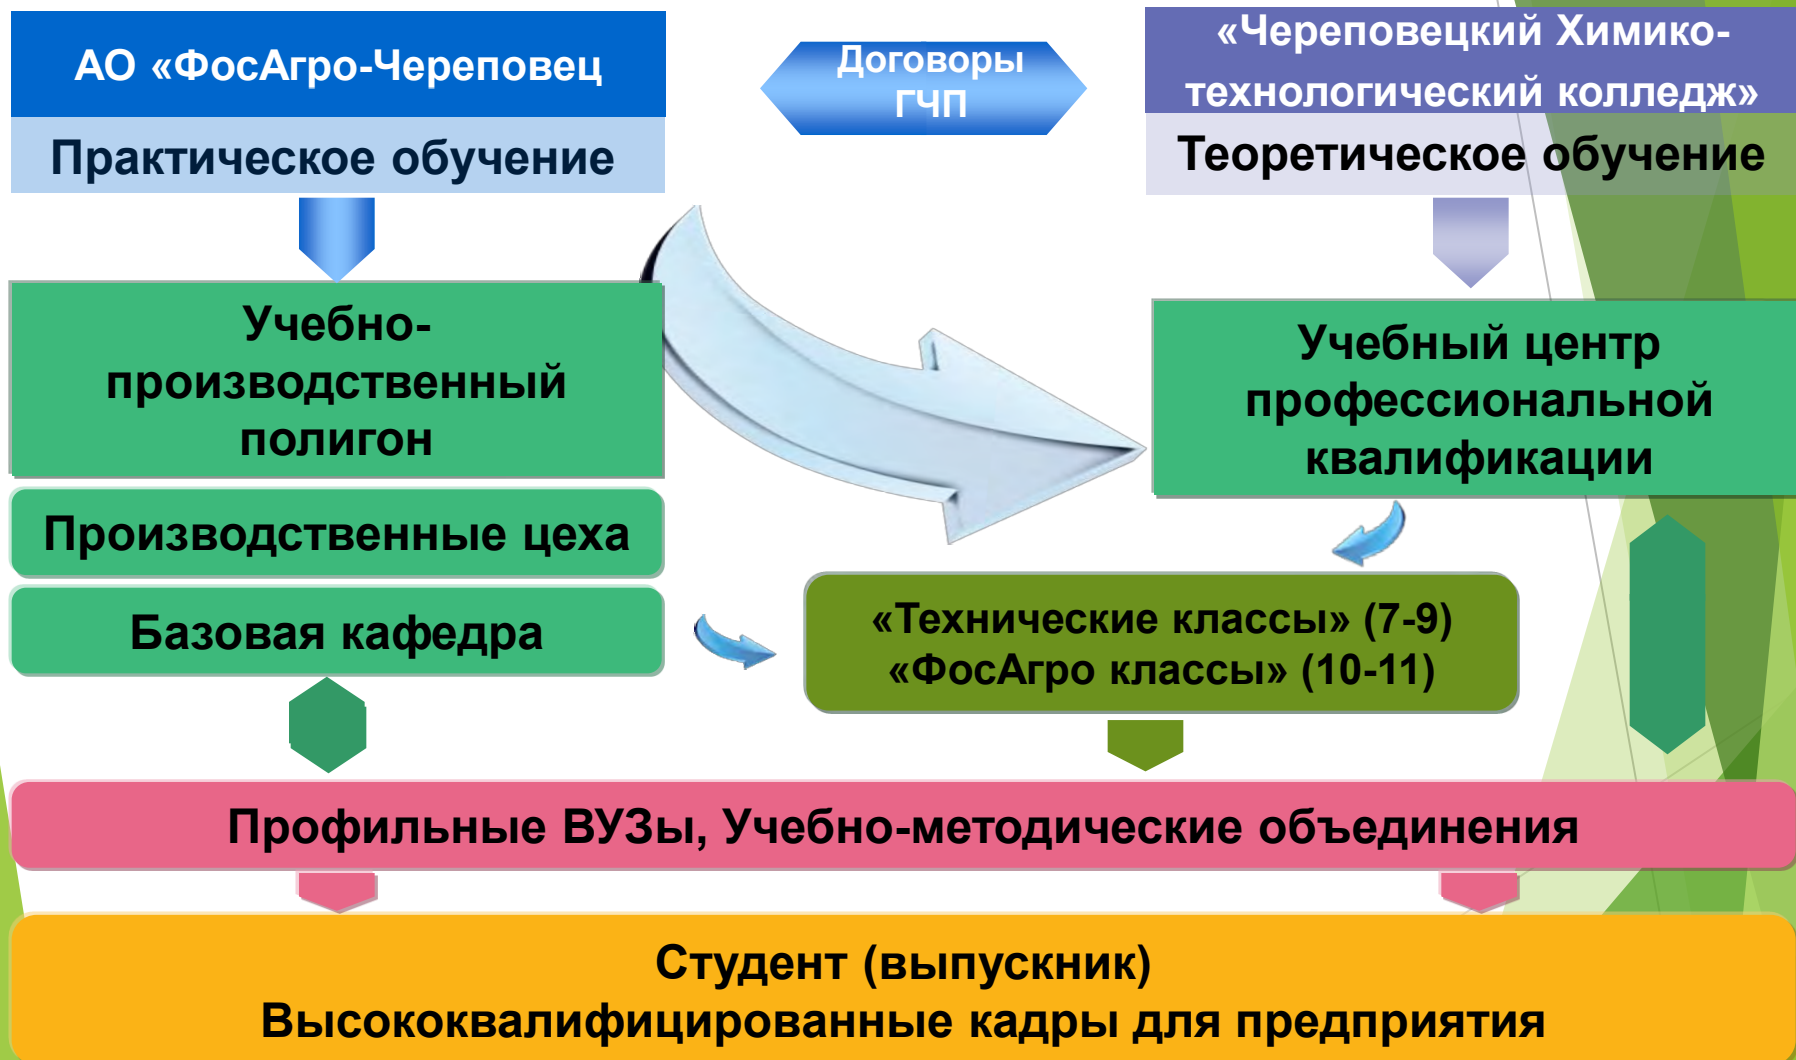 АО «ФосАгро-Череповец
Договоры
ГЧП
«Череповецкий Химико-
технологический колледж»
Практическое обучение
Теоретическое обучение
Учебно-
производственный
полигон
Учебный центр
профессиональной
квалификации
Производственные цеха
Базовая кафедра
«Технические классы» (7-9)
«ФосАгро классы» (10-11)
Профильные ВУЗы, Учебно-методические объединения
Студент (выпускник)
Высококвалифицированные кадры для предприятия